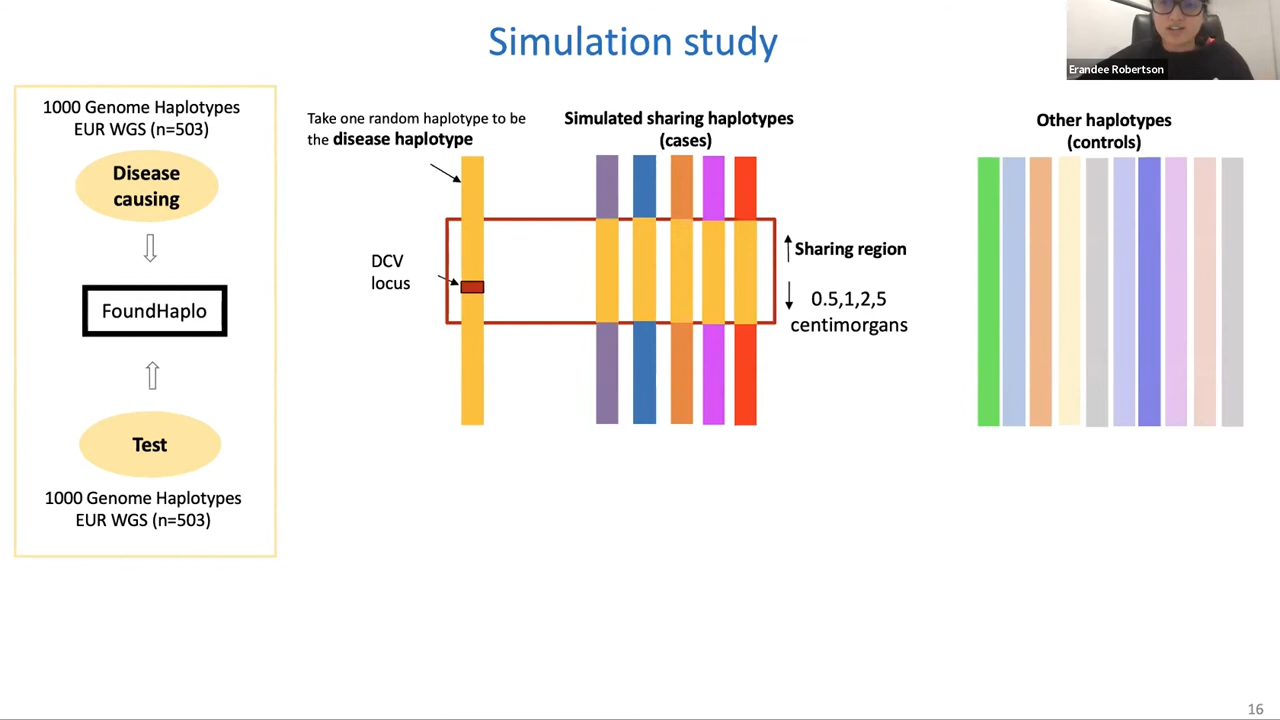 Simulation study
Erandee Robertson
1000 Genome Haplotypes
EUR WGS (n=503)
Disease
causing
FoundHaplo
Test
1000 Genome Haplotypes
EUR WGS (n=503)
Take one random haplotype to be
the disease haplotype
DCV
locus
Simulated sharing haplotypes
(cases)
Sharing region
0.5,1,2,5
centimorgans
Other haplotypes
(controls)
16